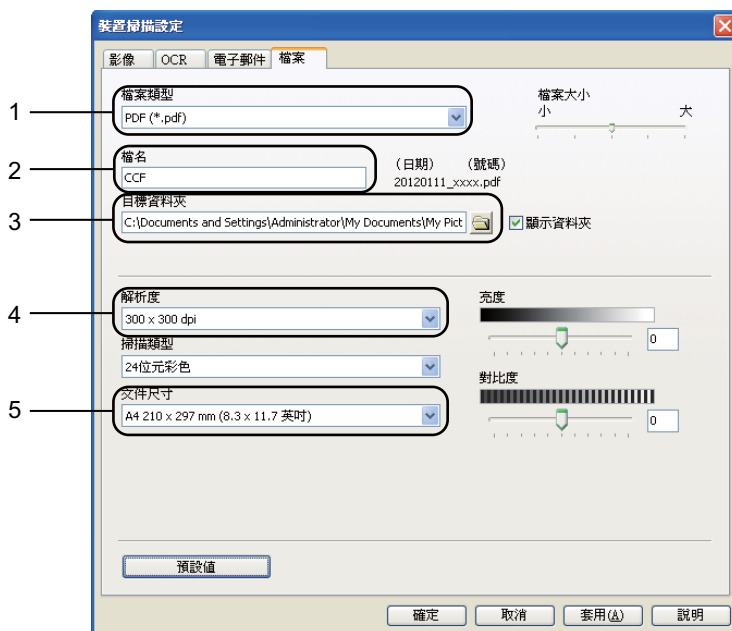 裝置掃描設定
影像 OCR 電子郵件 檔案
1 檔案類型
PDF (*.pdf)
檔案大小
小 大
2 檔名
CCF
(日期) (號碼)
20120111_xxxx.pdf
3 目標資料夾
C:\Documents and Settings\Administrator\My Documents\My Pict
顯示資料夾
4 解析度
300 x 300 dpi
掃描類型
24位元彩色
5 文件尺寸
A4 210 x 297 mm (8.3 x 11.7 英吋)
亮度
0
對比度
0
預設值
確定 取消 套用(A) 說明